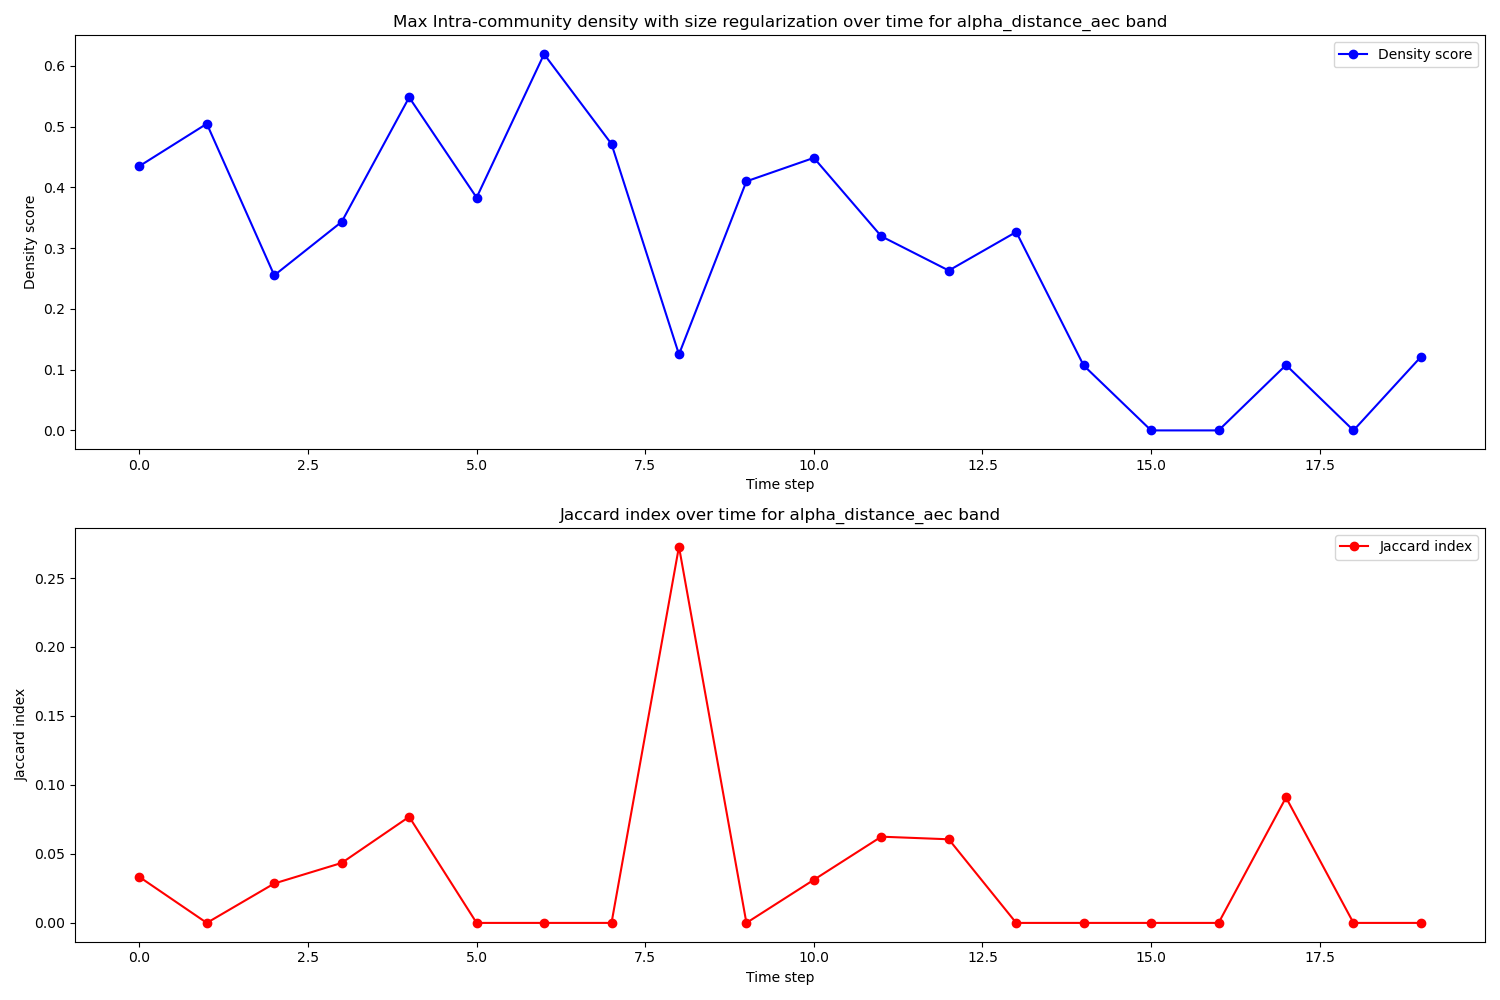 Max Intra-community density with size regularization over time for alpha_distance_aec band
Density score
Density score
0.6
0.5
0.4
0.3
0.2
0.1
0.0
0.0 2.5 5.0 7.5 10.0 12.5 15.0 17.5
Time step
Jaccard index over time for alpha_distance_aec band
Jaccard index
Jaccard index
0.25
0.20
0.15
0.10
0.05
0.00
0.0 2.5 5.0 7.5 10.0 12.5 15.0 17.5
Time step